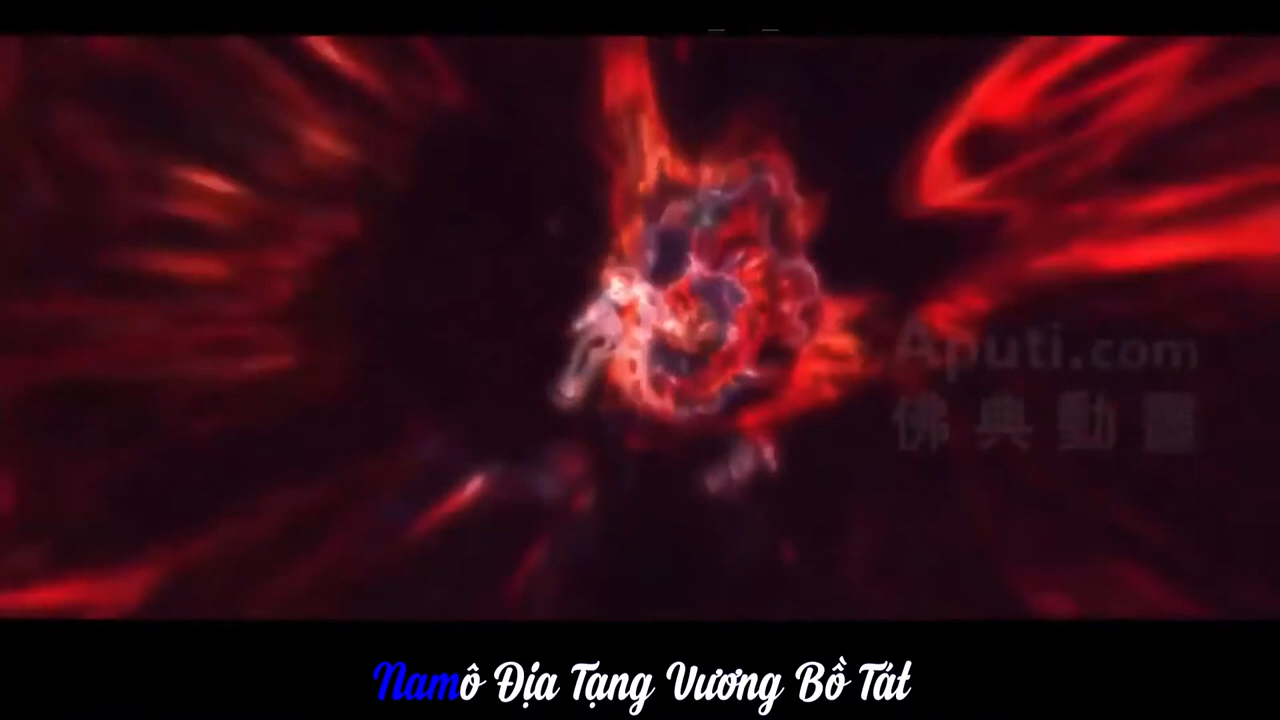 Aputi.com
佛典動畫
Namô Địa Tạng Vương Bồ Tát